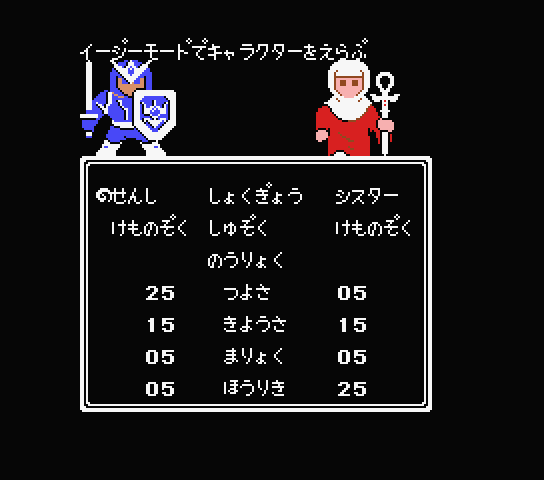 イージーモードでキャラクターをえらぶ
せんし しょくぎょう シスター
けものぞく しゅぞく けものぞく
のうりょく
25 つよさ 05
15 きようさ 15
05 まりょく 05
05 ほうりき 25